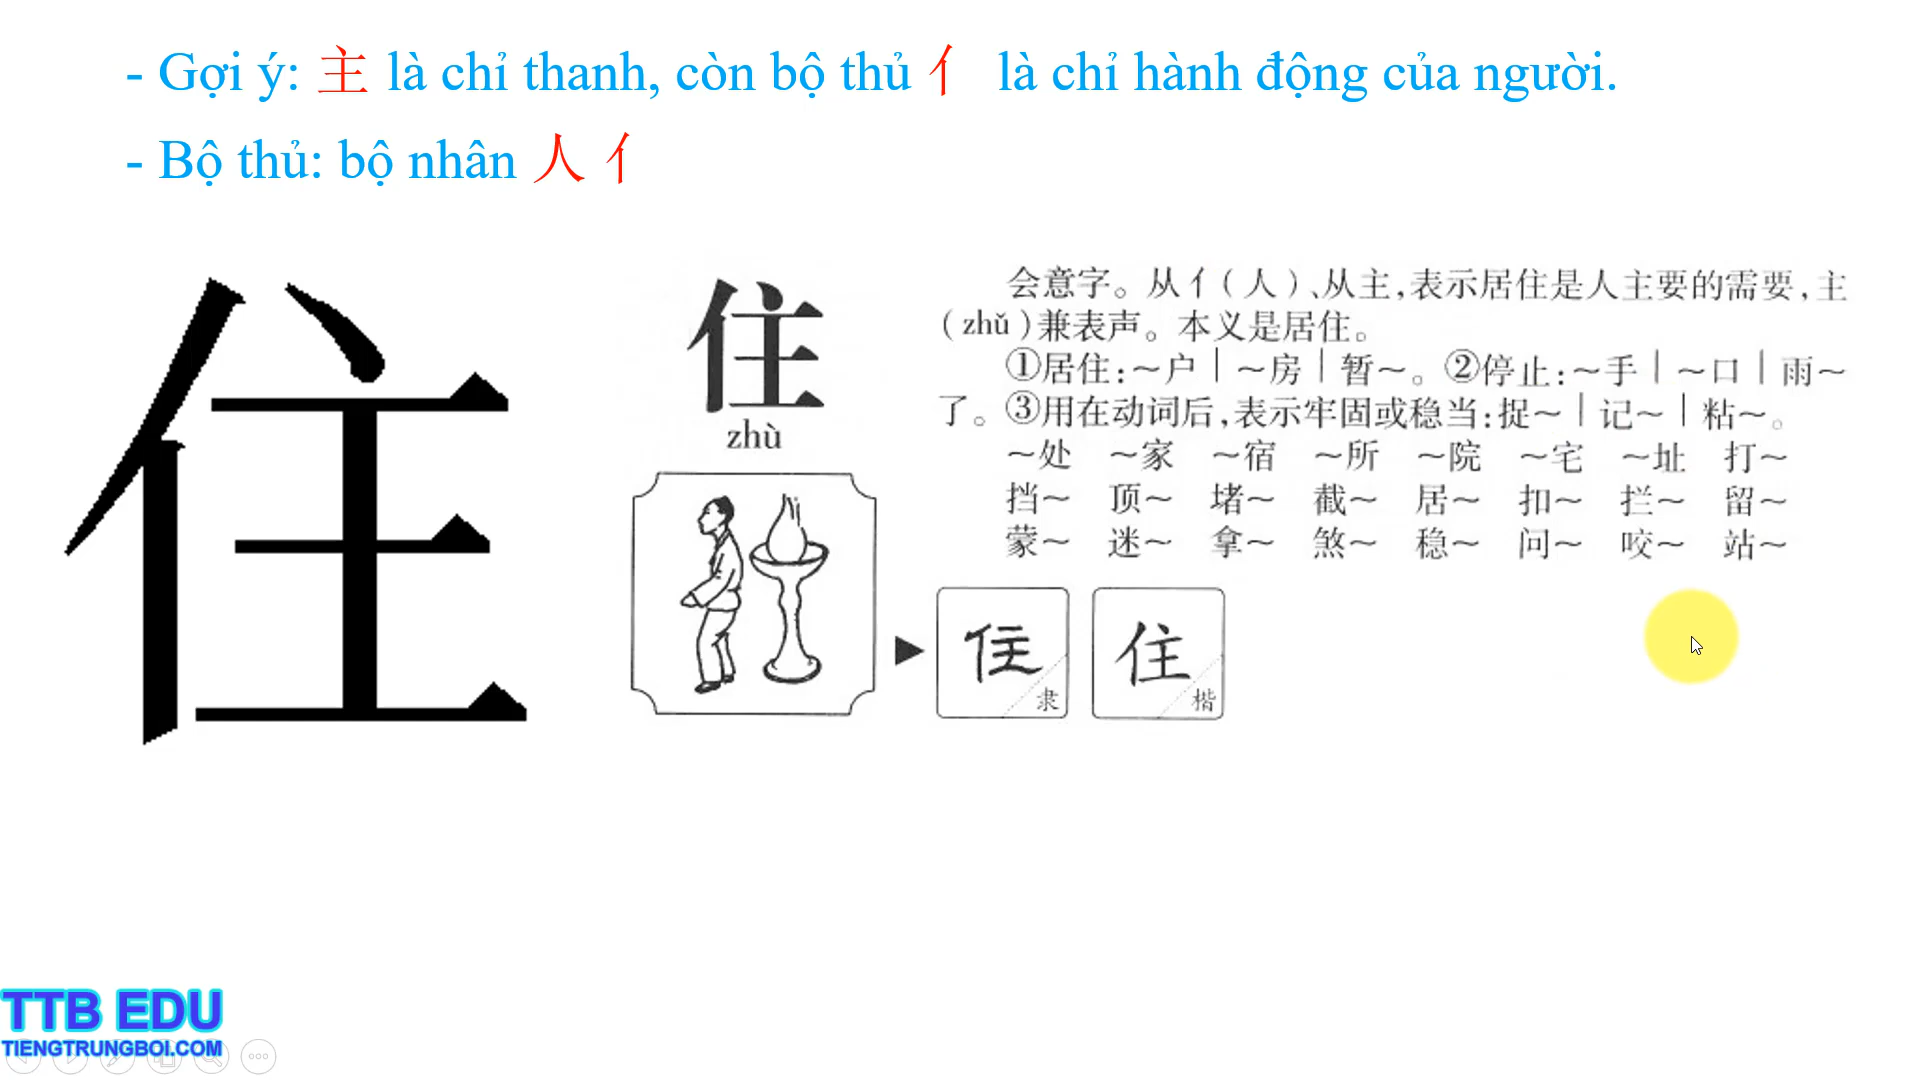 - Gợi ý: 主 là chỉ thanh, còn bộ thủ 亻 là chỉ hành động của người.
- Bộ thủ: bộ nhân 人 亻
住
住
zhù
会意字。从亻(人)、从主,表示居住是人主要的需要,主
(zhǔ)兼表声。本义是居住。
①居住:～户｜～房｜暂～。②停止:～手｜～口｜雨～
了。③用在动词后,表示牢固或稳当:捉～｜记～｜粘～。
～处 ～家 ～宿 ～所 ～院 ～宅 ～址 打～
挡～ 顶～ 堵～ 截～ 居～ 扣～ 拦～ 留～
蒙～ 迷～ 拿～ 煞～ 稳～ 问～ 咬～ 站～
住 隶
住 楷
TTB EDU
TIENGTRUNGBOI.COM